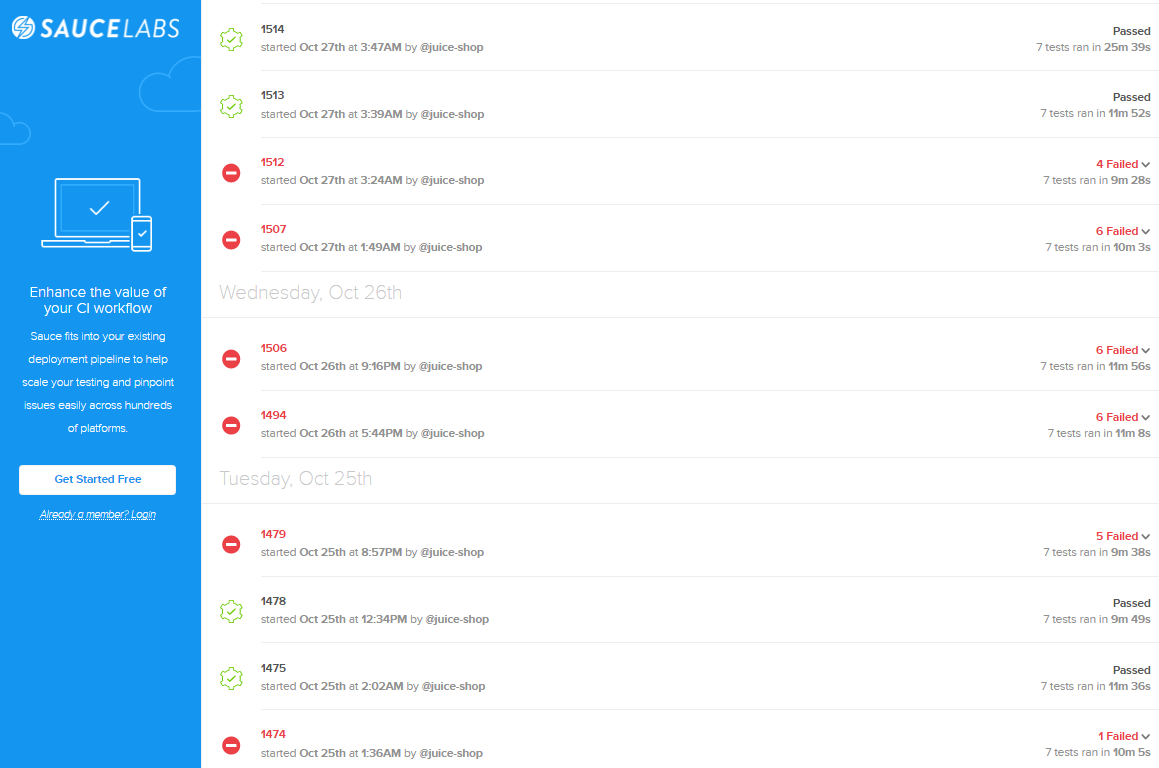 SAUCELABS
Enhance the value of
your CI workflow
Sauce fits into your existing
deployment pipeline to help
scale your testing and pinpoint
issues easily across hundreds
of platforms.
Get Started Free
Already a member? Login
1514
Passed
started Oct 27th at 3:47AM by @juice-shop
7 tests ran in 25m 39s
1513
Passed
started Oct 27th at 3:39AM by @juice-shop
7 tests ran in 11m 52s
1512
4 Failed
started Oct 27th at 3:24AM by @juice-shop
7 tests ran in 9m 28s
1507
6 Failed
started Oct 27th at 1:49AM by @juice-shop
7 tests ran in 10m 3s
Wednesday, Oct 26th
1506
6 Failed
started Oct 26th at 9:16PM by @juice-shop
7 tests ran in 11m 56s
1494
6 Failed
started Oct 26th at 5:44PM by @juice-shop
7 tests ran in 11m 8s
Tuesday, Oct 25th
1479
5 Failed
started Oct 25th at 8:57PM by @juice-shop
7 tests ran in 9m 38s
1478
Passed
started Oct 25th at 12:34PM by @juice-shop
7 tests ran in 9m 49s
1475
Passed
started Oct 25th at 2:02AM by @juice-shop
7 tests ran in 11m 36s
1474
1 Failed
started Oct 25th at 1:36AM by @juice-shop
7 tests ran in 10m 5s